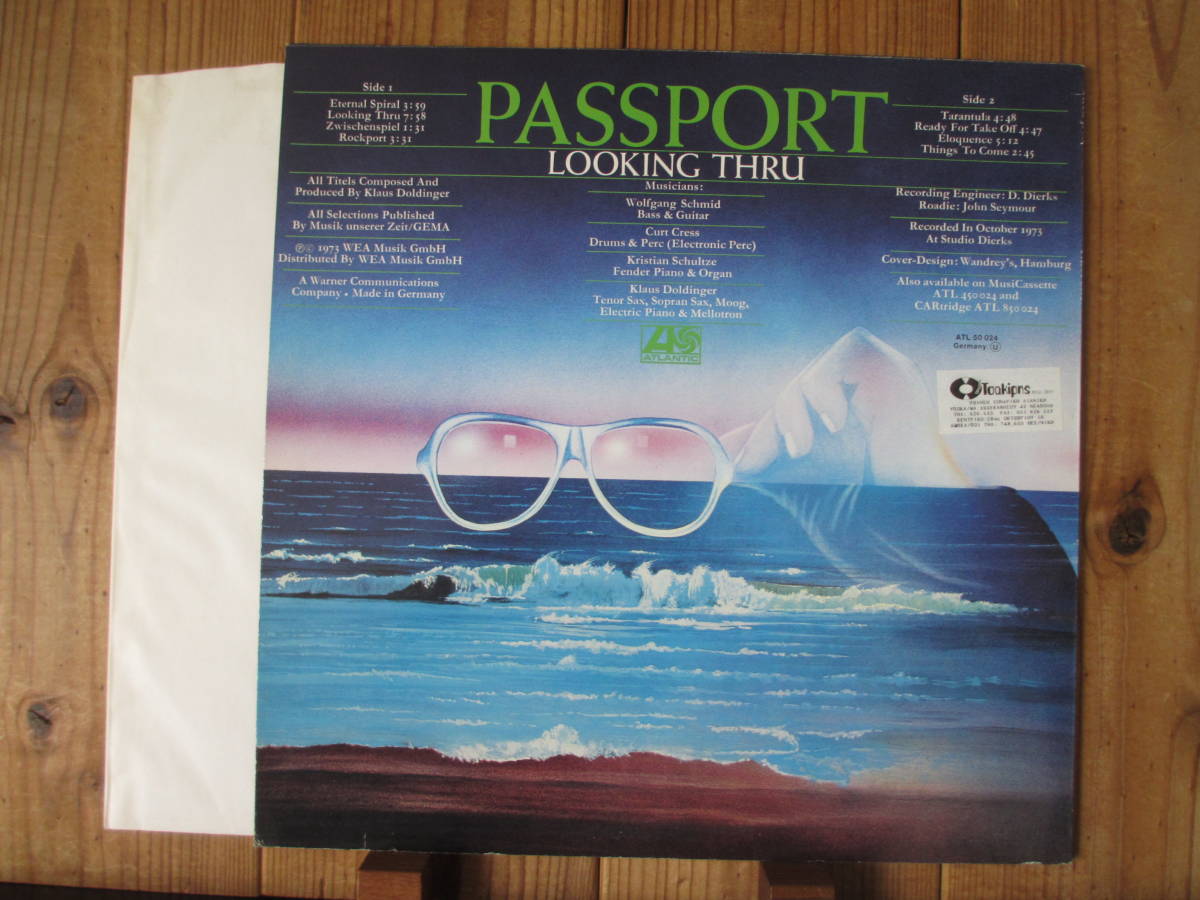 PASSPORT
LOOKING THRU
Side 1
Eternal Spiral 3:59
Looking Thru 7:58
Zwischenspiel 1:31
Rockport 3:31
Side 2
Tarantula 4:48
Ready For Take Off 4:47
Eloquence 5:12
Things To Come 2:45
All Titels Composed And
Produced By Klaus Doldinger
All Selections Published
By Musik unserer Zeit/GEMA
℗© 1973 WEA Musik GmbH
Distributed By WEA Musik GmbH
A Warner Communications
Company • Made in Germany
Musicians:
Wolfgang Schmid
Bass & Guitar
Curt Cress
Drums & Perc (Electronic Perc)
Kristian Schultze
Fender Piano & Organ
Klaus Doldinger
Tenor Sax, Sopran Sax, Moog,
Electric Piano & Mellotron
ATLANTIC
Recording Engineer: D. Dierks
Roadie: John Seymour
Recorded In October 1973
At Studio Dierks
Cover-Design: Wandrey's, Hamburg
Also available on MusiCassette
ATL 450 024 and
CARtridge ATL 850 024
ATL 50 024
Germany Ⓤ